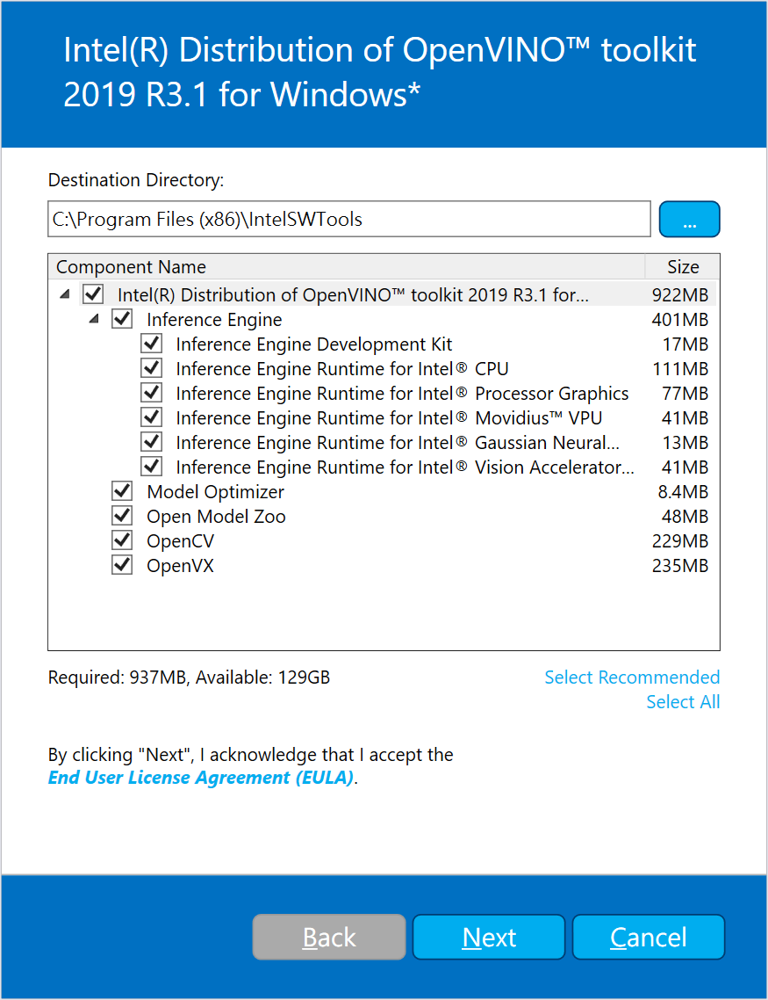 Intel(R) Distribution of OpenVINO™ toolkit
2019 R3.1 for Windows*
Destination Directory:
C:\Program Files (x86)\IntelSWTools
...
Component Name Size
Intel(R) Distribution of OpenVINO™ toolkit 2019 R3.1 for... 922MB
Inference Engine 401MB
Inference Engine Development Kit 17MB
Inference Engine Runtime for Intel® CPU 111MB
Inference Engine Runtime for Intel® Processor Graphics 77MB
Inference Engine Runtime for Intel® Movidius™ VPU 41MB
Inference Engine Runtime for Intel® Gaussian Neural... 13MB
Inference Engine Runtime for Intel® Vision Accelerator... 41MB
Model Optimizer 8.4MB
Open Model Zoo 48MB
OpenCV 229MB
OpenVX 235MB
Required: 937MB, Available: 129GB
Select Recommended
Select All
By clicking "Next", I acknowledge that I accept the
End User License Agreement (EULA).
Back Next Cancel